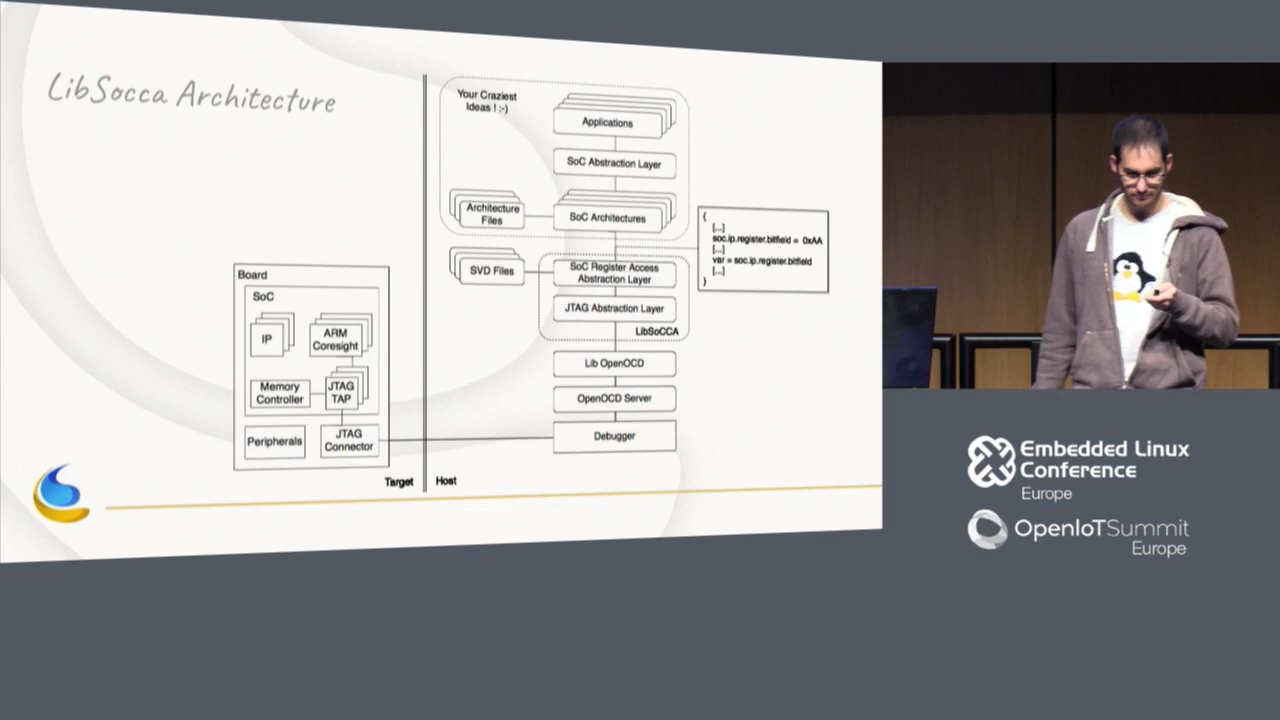 LibSocca Architecture
Your Craziest
Ideas ! :-)
Applications
SoC Abstraction Layer
Architecture
Files
SoC Architectures
SVD Files
SoC Register Access
Abstraction Layer
JTAG Abstraction Layer
LibSoCCA
Lib OpenOCD
OpenOCD Server
Debugger
{
[...]
soc.ip.register.bitfield = 0xAA
[...]
var = soc.ip.register.bitfield
[...]
}
Board
SoC
IP
ARM
Coresight
Memory
Controller
JTAG
TAP
Peripherals
JTAG
Connector
Target
Host
Embedded Linux
Conference
Europe
OpenIoTSummit
Europe